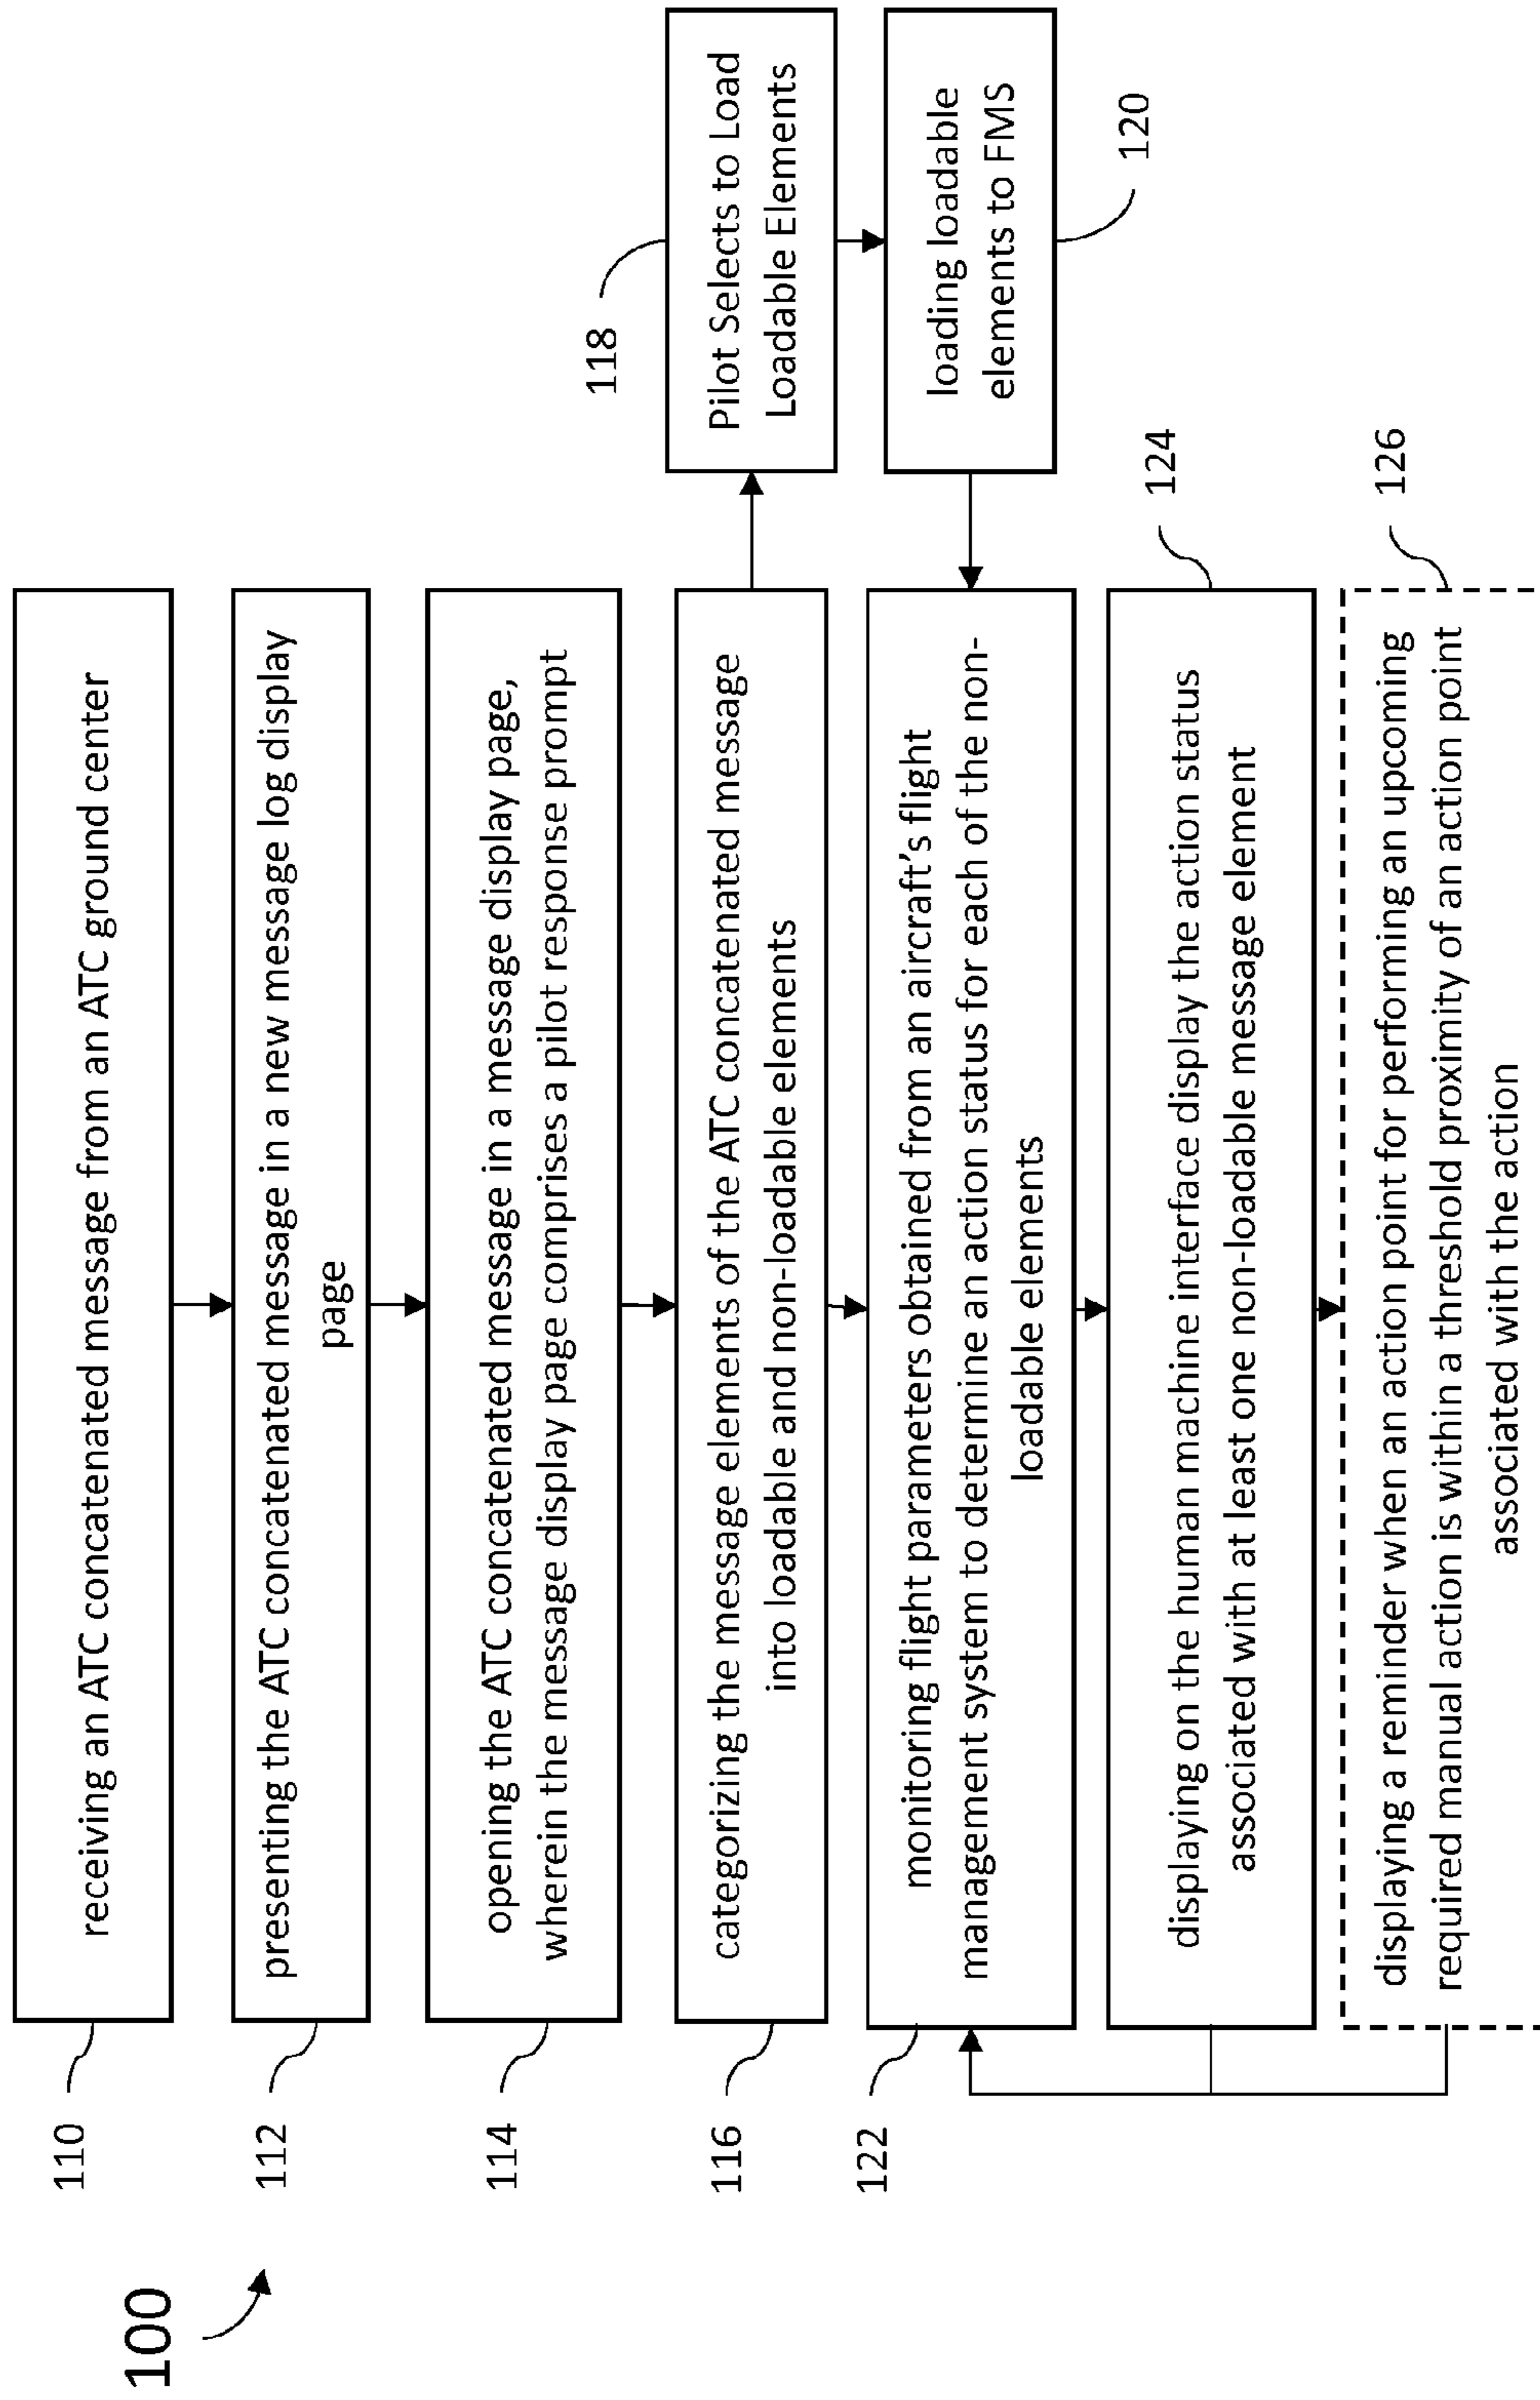 100
110
receiving an ATC concatenated message from an ATC ground center
112
presenting the ATC concatenated message in a new message log display
page
114
opening the ATC concatenated message in a message display page,
wherein the message display page comprises a pilot response prompt
116
categorizing the message elements of the ATC concatenated message
into loadable and non-loadable elements
118
Pilot Selects to Load
Loadable Elements
120
loading loadable
elements to FMS
122
monitoring flight parameters obtained from an aircraft's flight
management system to determine an action status for each of the non-
loadable elements
124
displaying on the human machine interface display the action status
associated with at least one non-loadable message element
126
displaying a reminder when an action point for performing an upcoming
required manual action is within a threshold proximity of an action point
associated with the action